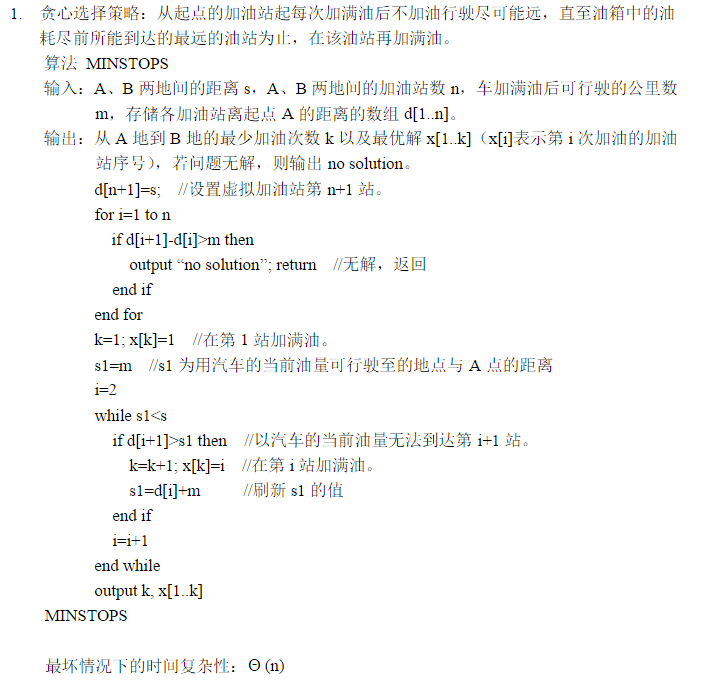 1. 贪心选择策略：从起点的加油站起每次加满油后不加油行驶尽可能远，直至油箱中的油
耗尽前所能到达的最远的油站为止，在该油站再加满油。
算法 MINSTOPS
输入：A、B 两地间的距离 s，A、B 两地间的加油站数 n，车加满油后可行驶的公里数
m，存储各加油站离起点 A 的距离的数组 d[1..n]。
输出：从 A 地到 B 地的最少加油次数 k 以及最优解 x[1..k]（x[i]表示第 i 次加油的加油
站序号），若问题无解，则输出 no solution。
d[n+1]=s; //设置虚拟加油站第 n+1 站。
for i=1 to n
if d[i+1]-d[i]>m then
output “no solution”; return //无解，返回
end if
end for
k=1; x[k]=1 //在第 1 站加满油。
s1=m //s1 为用汽车的当前油量可行驶至的地点与 A 点的距离
i=2
while s1<s
if d[i+1]>s1 then //以汽车的当前油量无法到达第 i+1 站。
k=k+1; x[k]=i //在第 i 站加满油。
s1=d[i]+m //刷新 s1 的值
end if
i=i+1
end while
output k, x[1..k]
MINSTOPS
最坏情况下的时间复杂性：Θ (n)